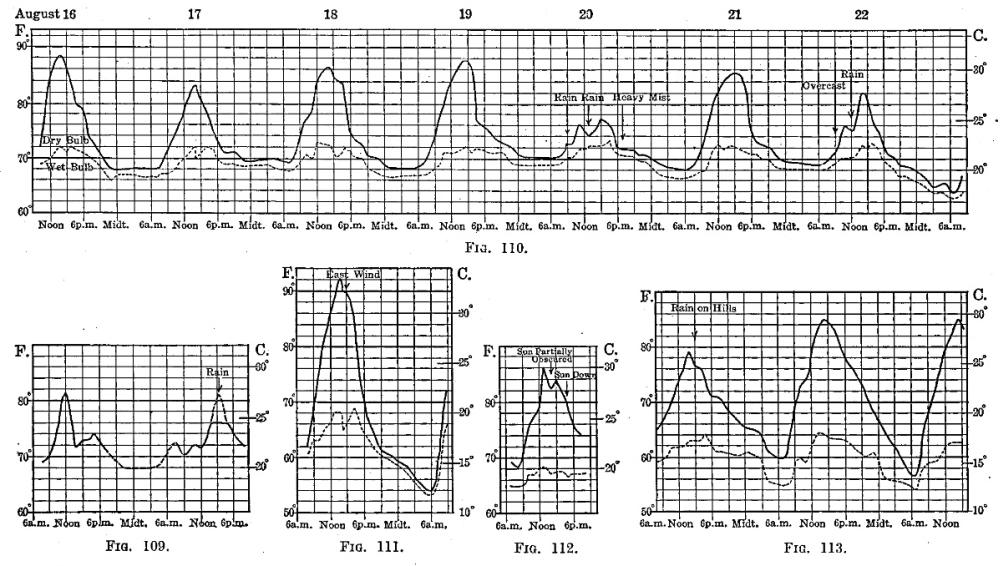 August 16 17 18 19 20 21 22
F. C.
90° 30°
Rain
Overcast
Rain Rain Heavy Mist
80° 25°
Dry Bulb
70°
Wet-Bulb 20°
60°
Noon 6p.m. Midt. 6a.m. Noon 6p.m. Midt. 6a.m. Noon 6p.m. Midt. 6a.m. Noon 6p.m. Midt. 6a.m. Noon 6p.m. Midt. 6a.m. Noon 6p.m. Midt. 6a.m. Noon 6p.m. Midt. 6a.m.
FIG. 110.
F. C.
Rain
30°
80°
25°
70°
20°
60°
6a.m. Noon 6p.m. Midt. 6a.m. Noon 6p.m.
FIG. 109.
F. C.
East Wind
90°
30°
80°
25°
70°
20°
60°
15°
50° 10°
6a.m. Noon 6p.m. Midt. 6a.m.
FIG. 111.
F. C.
Sun Partially
Obscured
30°
Sun Down
80°
25°
70°
20°
60°
6a.m. Noon 6p.m.
FIG. 112.
F. C.
Rain on Hills
30°
80°
25°
70°
20°
60°
15°
50° 10°
6a.m. Noon 6p.m. Midt. 6a.m. Noon 6p.m. Midt. 6a.m. Noon
FIG. 113.